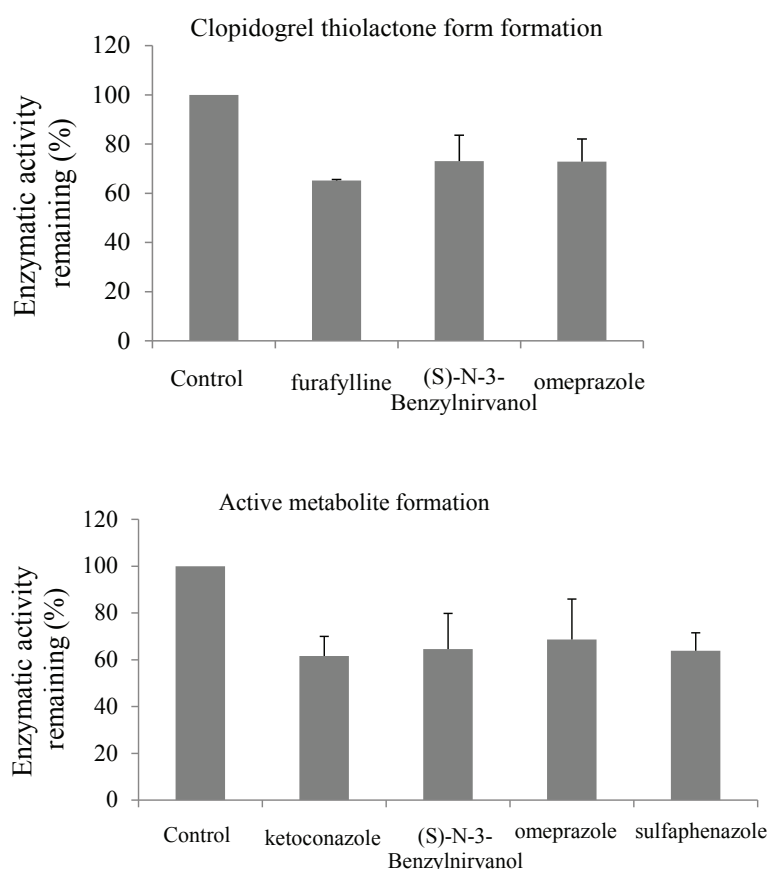 Clopidogrel thiolactone form formation
Enzymatic activity
remaining (%)
120
100
80
60
40
20
0
Control
furafylline
(S)-N-3-
Benzylnirvanol
omeprazole
Active metabolite formation
Enzymatic activity
remaining (%)
120
100
80
60
40
20
0
Control
ketoconazole
(S)-N-3-
Benzylnirvanol
omeprazole
sulfaphenazole